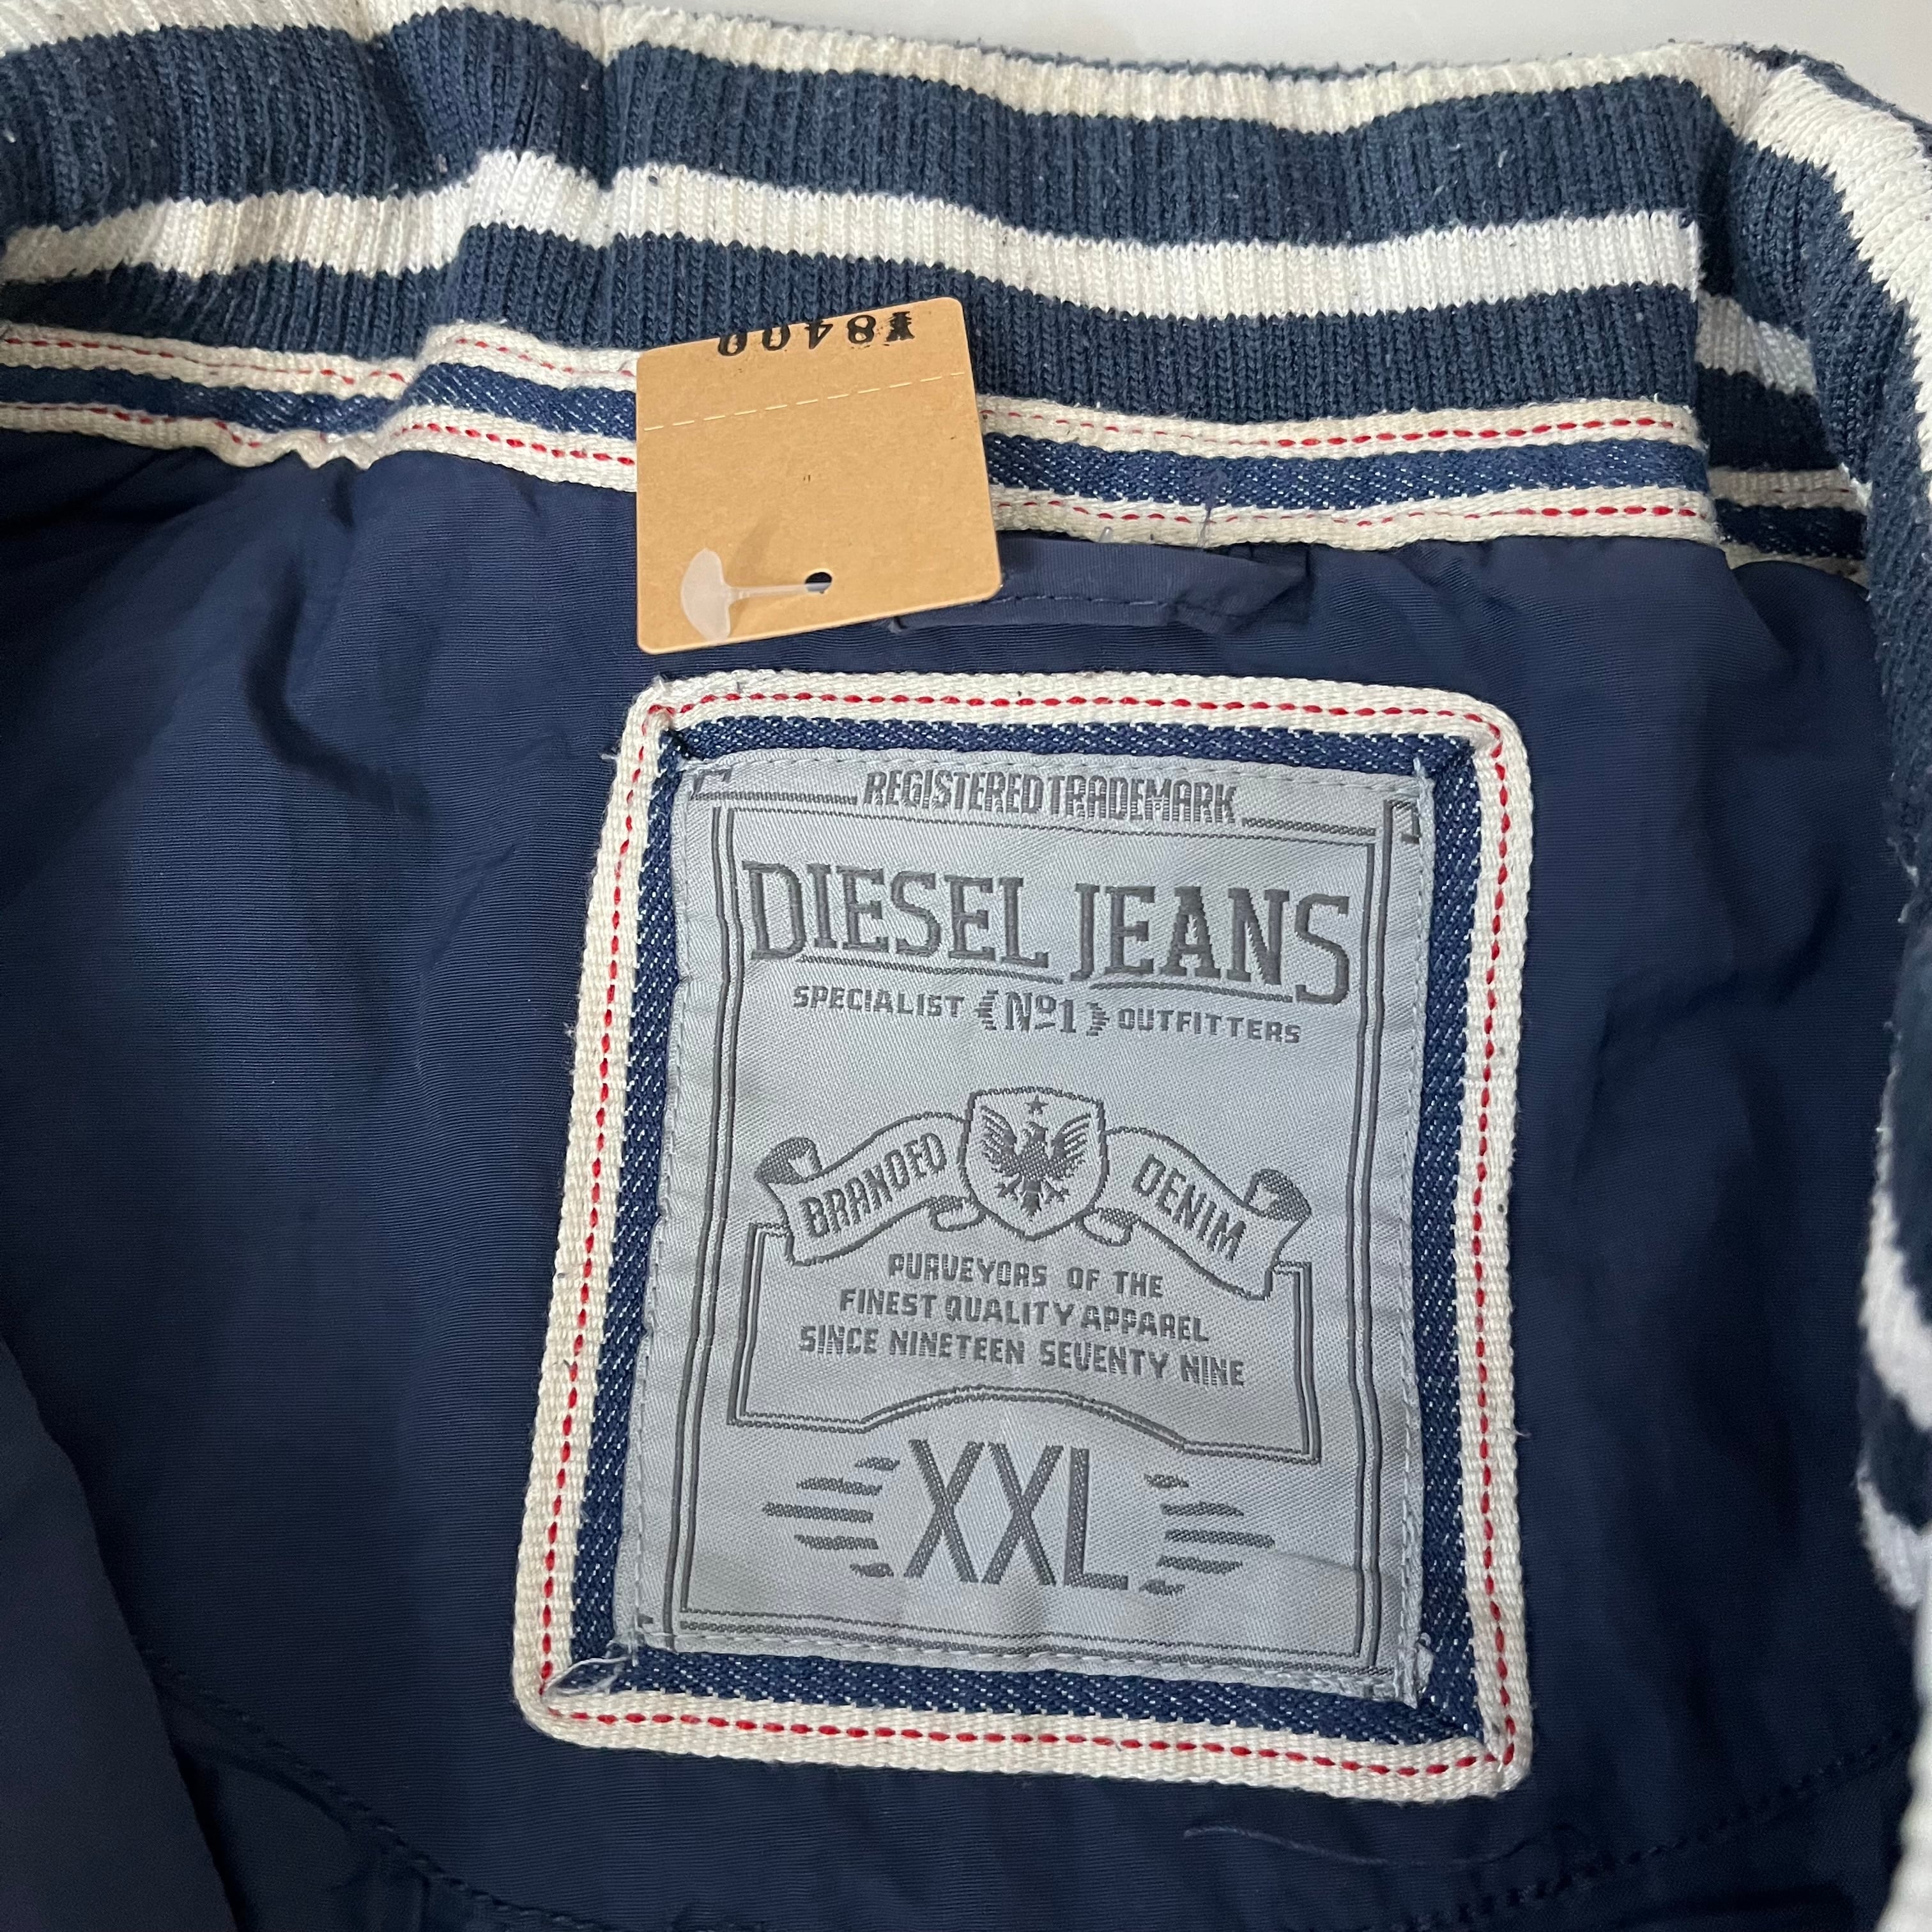 ¥8400
REGISTERED TRADEMARK
DIESEL JEANS
SPECIALIST Nº1 OUTFITTERS
BRANDED DENIM
PURVEYORS OF THE
FINEST QUALITY APPAREL
SINCE NINETEEN SEVENTY NINE
XXL